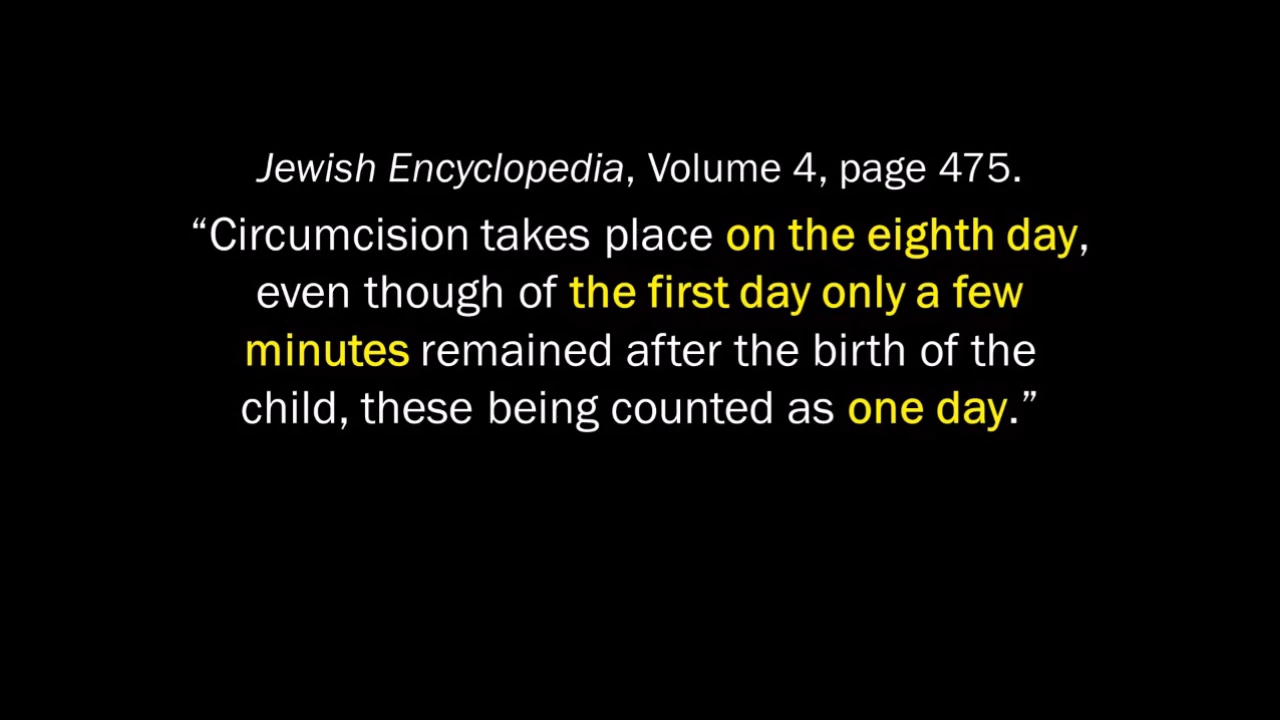 Jewish Encyclopedia, Volume 4, page 475.
“Circumcision takes place on the eighth day,
even though of the first day only a few
minutes remained after the birth of the
child, these being counted as one day.”